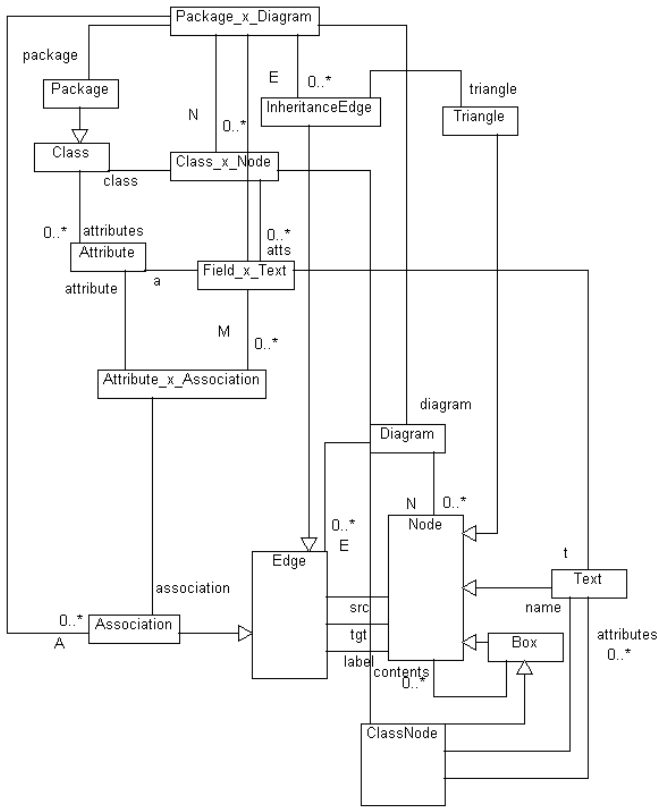 Package_x_Diagram
package
Package
E
0..*
InheritanceEdge
triangle
Triangle
N
0..*
Class
Class_x_Node
class
0..*
attributes
0..*
atts
Attribute
Field_x_Text
attribute
a
M
0..*
Attribute_x_Association
diagram
Diagram
N
0..*
Node
0..*
E
Edge
t
Text
association
src
name
0..*
Association
A
tgt
attributes
0..*
Box
label
contents
0..*
ClassNode